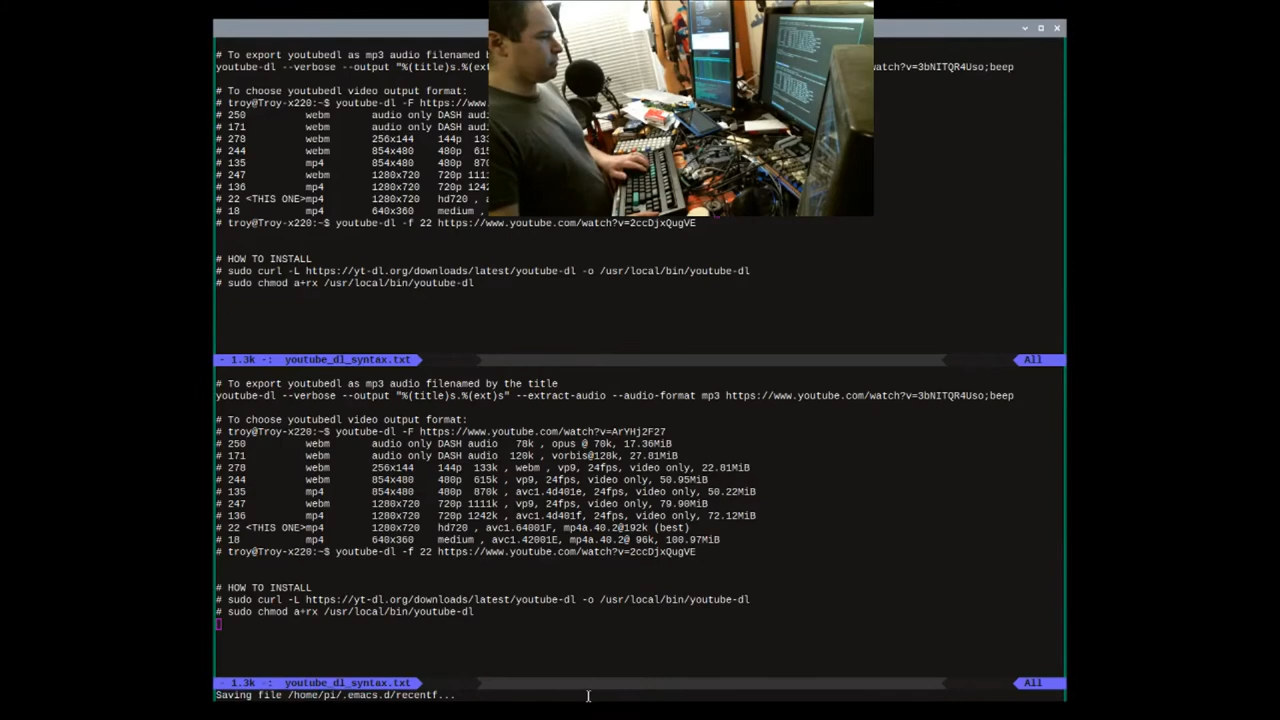 # To export youtubedl as mp3 audio filenamed b
youtube-dl --verbose --output "%(title)s.%(ext atch?v=3bNITQR4Uso;beep
# To choose youtubedl video output format:
# troy@Troy-x220:~$ youtube-dl -F https://www.
# 250 webm audio only DASH aud
# 171 webm audio only DASH aud
# 278 webm 256x144 144p 133
# 244 webm 854x480 480p 615
# 135 mp4 854x480 480p 870
# 247 webm 1280x720 720p 111
# 136 mp4 1280x720 720p 1242
# 22 <THIS ONE>mp4 1280x720 hd720 , a
# 18 mp4 640x360 medium ,
# troy@Troy-x220:~$ youtube-dl -f 22 https://www.youtube.com/watch?v=2ccDjxQugVE
# HOW TO INSTALL
# sudo curl -L https://yt-dl.org/downloads/latest/youtube-dl -o /usr/local/bin/youtube-dl
# sudo chmod a+rx /usr/local/bin/youtube-dl
- 1.3k -: youtube_dl_syntax.txt All
# To export youtubedl as mp3 audio filenamed by the title
youtube-dl --verbose --output "%(title)s.%(ext)s" --extract-audio --audio-format mp3 https://www.youtube.com/watch?v=3bNITQR4Uso;beep
# To choose youtubedl video output format:
# troy@Troy-x220:~$ youtube-dl -F https://www.youtube.com/watch?v=ArYHj2F27
# 250 webm audio only DASH audio 78k , opus @ 70k, 17.36MiB
# 171 webm audio only DASH audio 120k , vorbis@128k, 27.81MiB
# 278 webm 256x144 144p 133k , webm , vp9, 24fps, video only, 22.81MiB
# 244 webm 854x480 480p 615k , vp9, 24fps, video only, 50.95MiB
# 135 mp4 854x480 480p 870k , avc1.4d401e, 24fps, video only, 50.22MiB
# 247 webm 1280x720 720p 1111k , vp9, 24fps, video only, 79.90MiB
# 136 mp4 1280x720 720p 1242k , avc1.4d401f, 24fps, video only, 72.12MiB
# 22 <THIS ONE>mp4 1280x720 hd720 , avc1.64001F, mp4a.40.2@192k (best)
# 18 mp4 640x360 medium , avc1.42001E, mp4a.40.2@ 96k, 100.97MiB
# troy@Troy-x220:~$ youtube-dl -f 22 https://www.youtube.com/watch?v=2ccDjxQugVE
# HOW TO INSTALL
# sudo curl -L https://yt-dl.org/downloads/latest/youtube-dl -o /usr/local/bin/youtube-dl
# sudo chmod a+rx /usr/local/bin/youtube-dl
- 1.3k -: youtube_dl_syntax.txt All
Saving file /home/pi/.emacs.d/recentf...